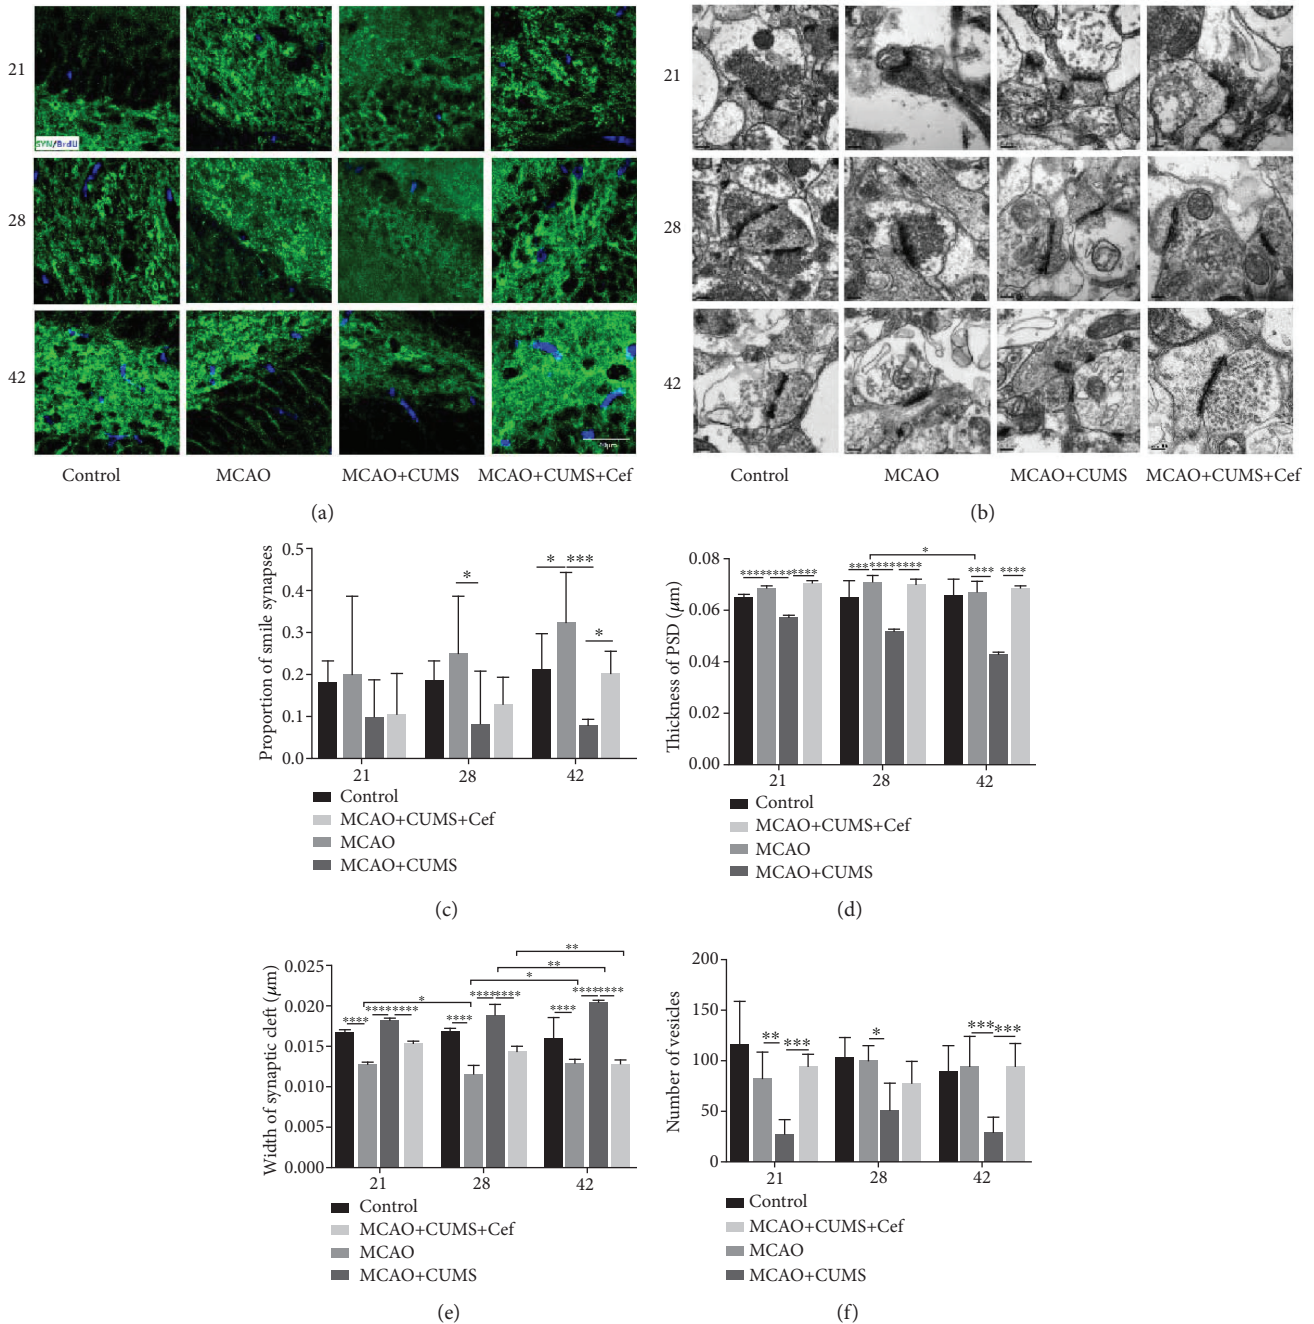 21
28
42
SYN/BrdU
Control
MCAO
MCAO+CUMS
MCAO+CUMS+Cef
(a)
21
28
42
Control
MCAO
MCAO+CUMS
MCAO+CUMS+Cef
(b)
Proportion of smile synapses
0.5
0.4
0.3
0.2
0.1
0.0
*
* ***
*
21 28 42
Control
MCAO+CUMS+Cef
MCAO
MCAO+CUMS
(c)
Thickness of PSD (μm)
0.08
0.06
0.04
0.02
0.00
*
**** **** ****
*** **** ****
**** ****
21 28 42
Control
MCAO+CUMS+Cef
MCAO
MCAO+CUMS
(d)
Width of synaptic cleft (μm)
0.025
0.020
0.015
0.010
0.005
0.000
**
**
*
*
**** **** ****
**** **** ****
**** **** ****
21 28 42
Control
MCAO+CUMS+Cef
MCAO
MCAO+CUMS
(e)
Number of vesicles
200
150
100
50
0
** ***
*
*** ***
21 28 42
Control
MCAO+CUMS+Cef
MCAO
MCAO+CUMS
(f)